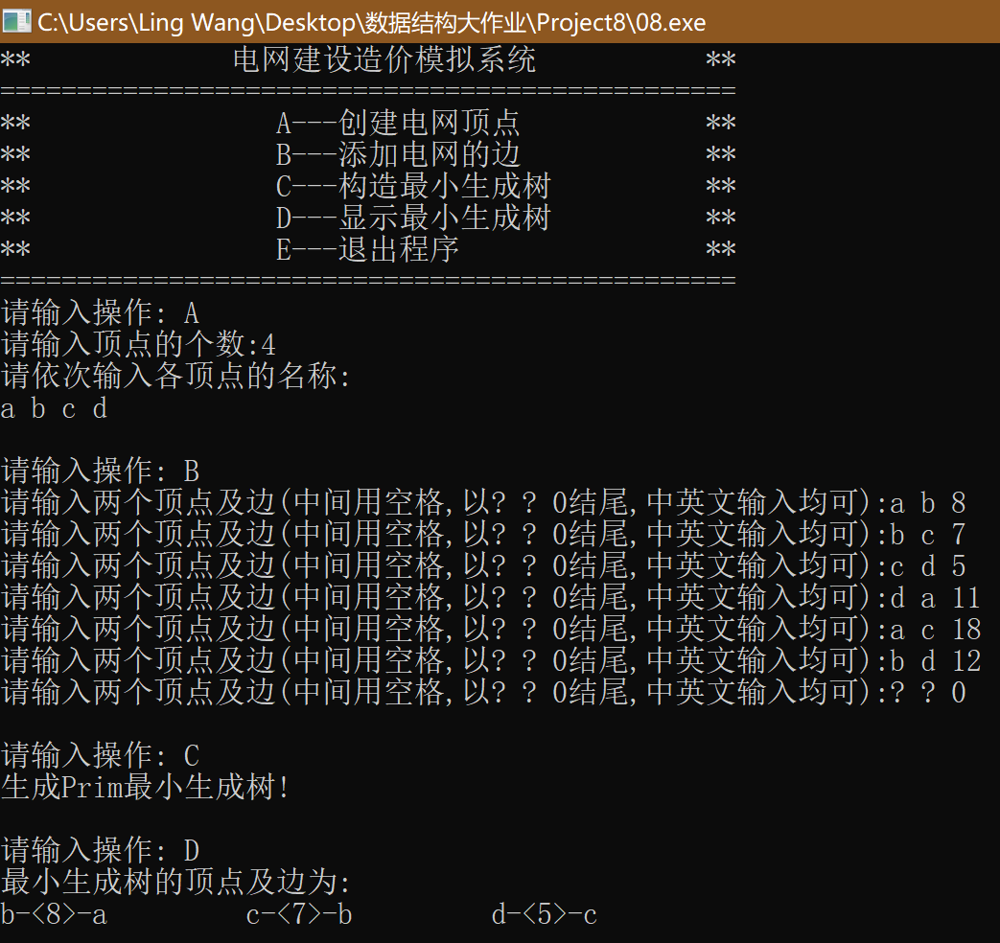 C:\Users\Ling Wang\Desktop\数据结构大作业\Project8\08.exe
** 电网建设造价模拟系统 **
================================================
** A---创建电网顶点 **
** B---添加电网的边 **
** C---构造最小生成树 **
** D---显示最小生成树 **
** E---退出程序 **
================================================
请输入操作: A
请输入顶点的个数:4
请依次输入各顶点的名称:
a b c d
请输入操作: B
请输入两个顶点及边(中间用空格,以? ? 0结尾,中英文输入均可):a b 8
请输入两个顶点及边(中间用空格,以? ? 0结尾,中英文输入均可):b c 7
请输入两个顶点及边(中间用空格,以? ? 0结尾,中英文输入均可):c d 5
请输入两个顶点及边(中间用空格,以? ? 0结尾,中英文输入均可):d a 11
请输入两个顶点及边(中间用空格,以? ? 0结尾,中英文输入均可):a c 18
请输入两个顶点及边(中间用空格,以? ? 0结尾,中英文输入均可):b d 12
请输入两个顶点及边(中间用空格,以? ? 0结尾,中英文输入均可):? ? 0
请输入操作: C
生成Prim最小生成树!
请输入操作: D
最小生成树的顶点及边为:
b-<8>-a c-<7>-b d-<5>-c